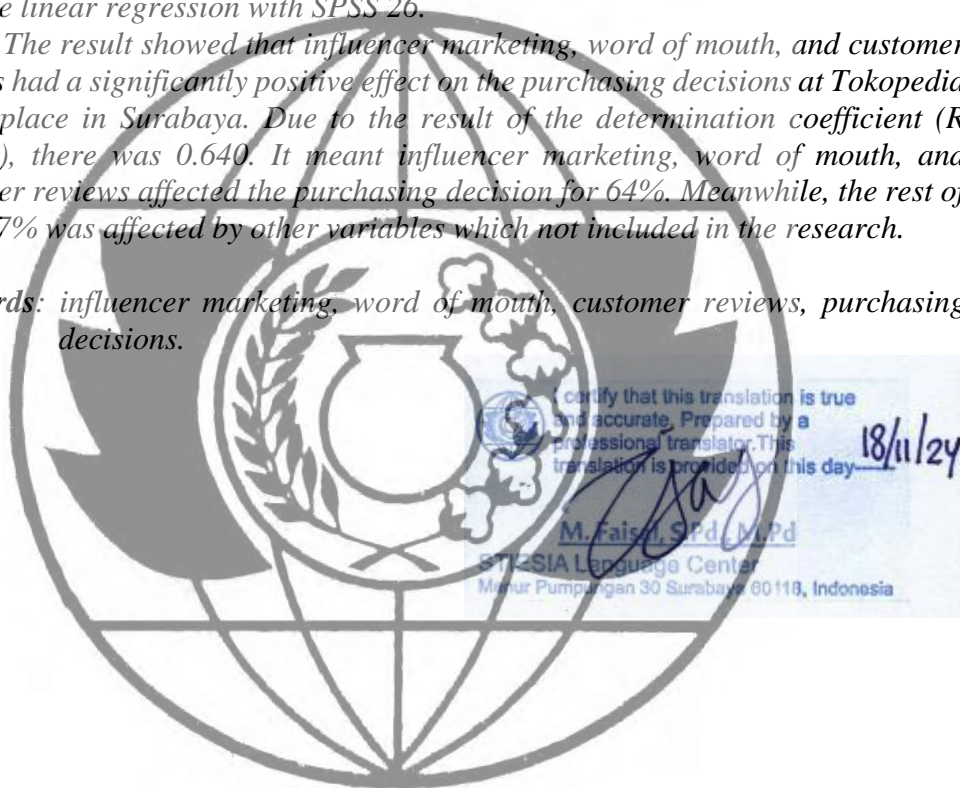 e linear regression with SPSS 26.
The result showed that influencer marketing, word of mouth, and customer
s had a significantly positive effect on the purchasing decisions at Tokopedia
place in Surabaya. Due to the result of the determination coefficient (R
), there was 0.640. It meant influencer marketing, word of mouth, and
er reviews affected the purchasing decision for 64%. Meanwhile, the rest of
7% was affected by other variables which not included in the research.
rds: influencer marketing, word of mouth, customer reviews, purchasing
decisions.
I certify that this translation is true
and accurate, Prepared by a
professional translator. This
translation is provided on this day
18/11/24
M. Faisal, S.Pd., M.Pd
STIESIA Language Center
Menur Pumpungan 30 Surabaya 60118, Indonesia